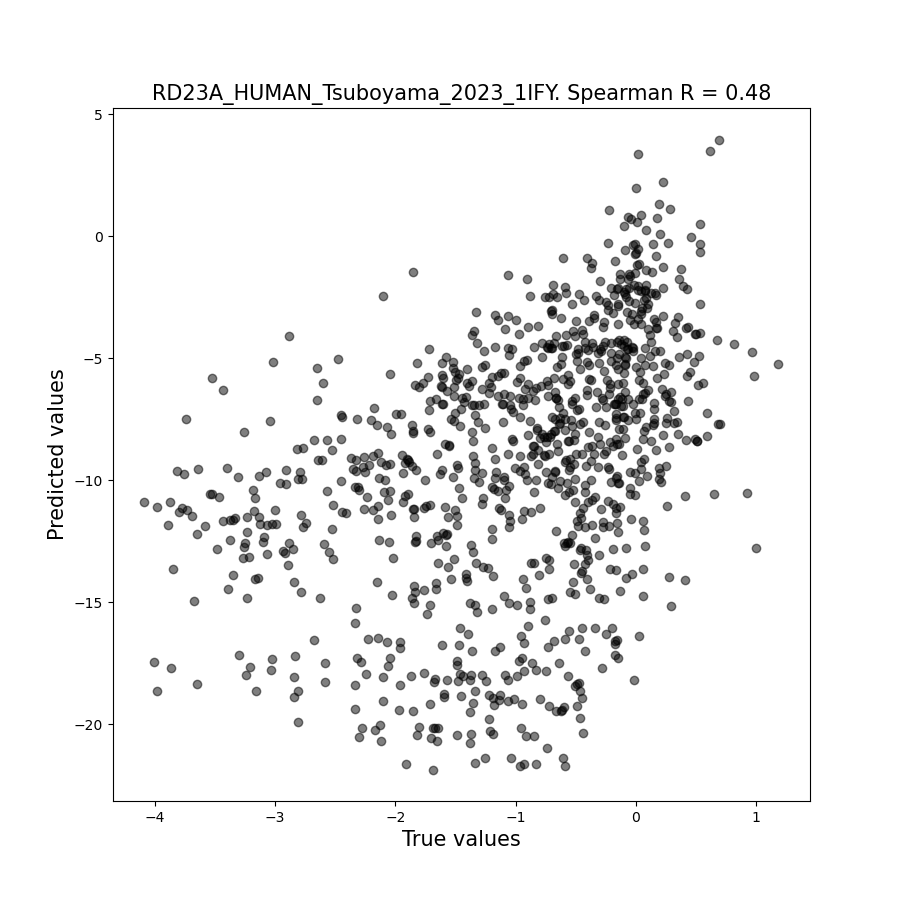 RD23A_HUMAN_Tsuboyama_2023_1IFY. Spearman R = 0.48
5
0
−5
−10
−15
−20
Predicted values
−4 −3 −2 −1 0 1
True values